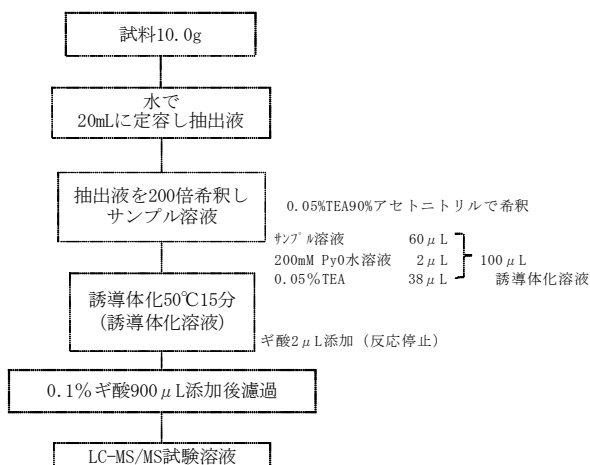 試料10.0g
水で
20mLに定容し抽出液
抽出液を200倍希釈し
サンプル溶液
0.05%TEA90%アセトニトリルで希釈
ｻﾝﾌﾟﾙ溶液 60μL
200mM PyO水溶液 2μL
100μL
0.05%TEA 38μL
誘導体化溶液
誘導体化50℃15分
(誘導体化溶液)
ギ酸2μL添加（反応停止）
0.1%ギ酸900μL添加後濾過
LC-MS/MS試験溶液